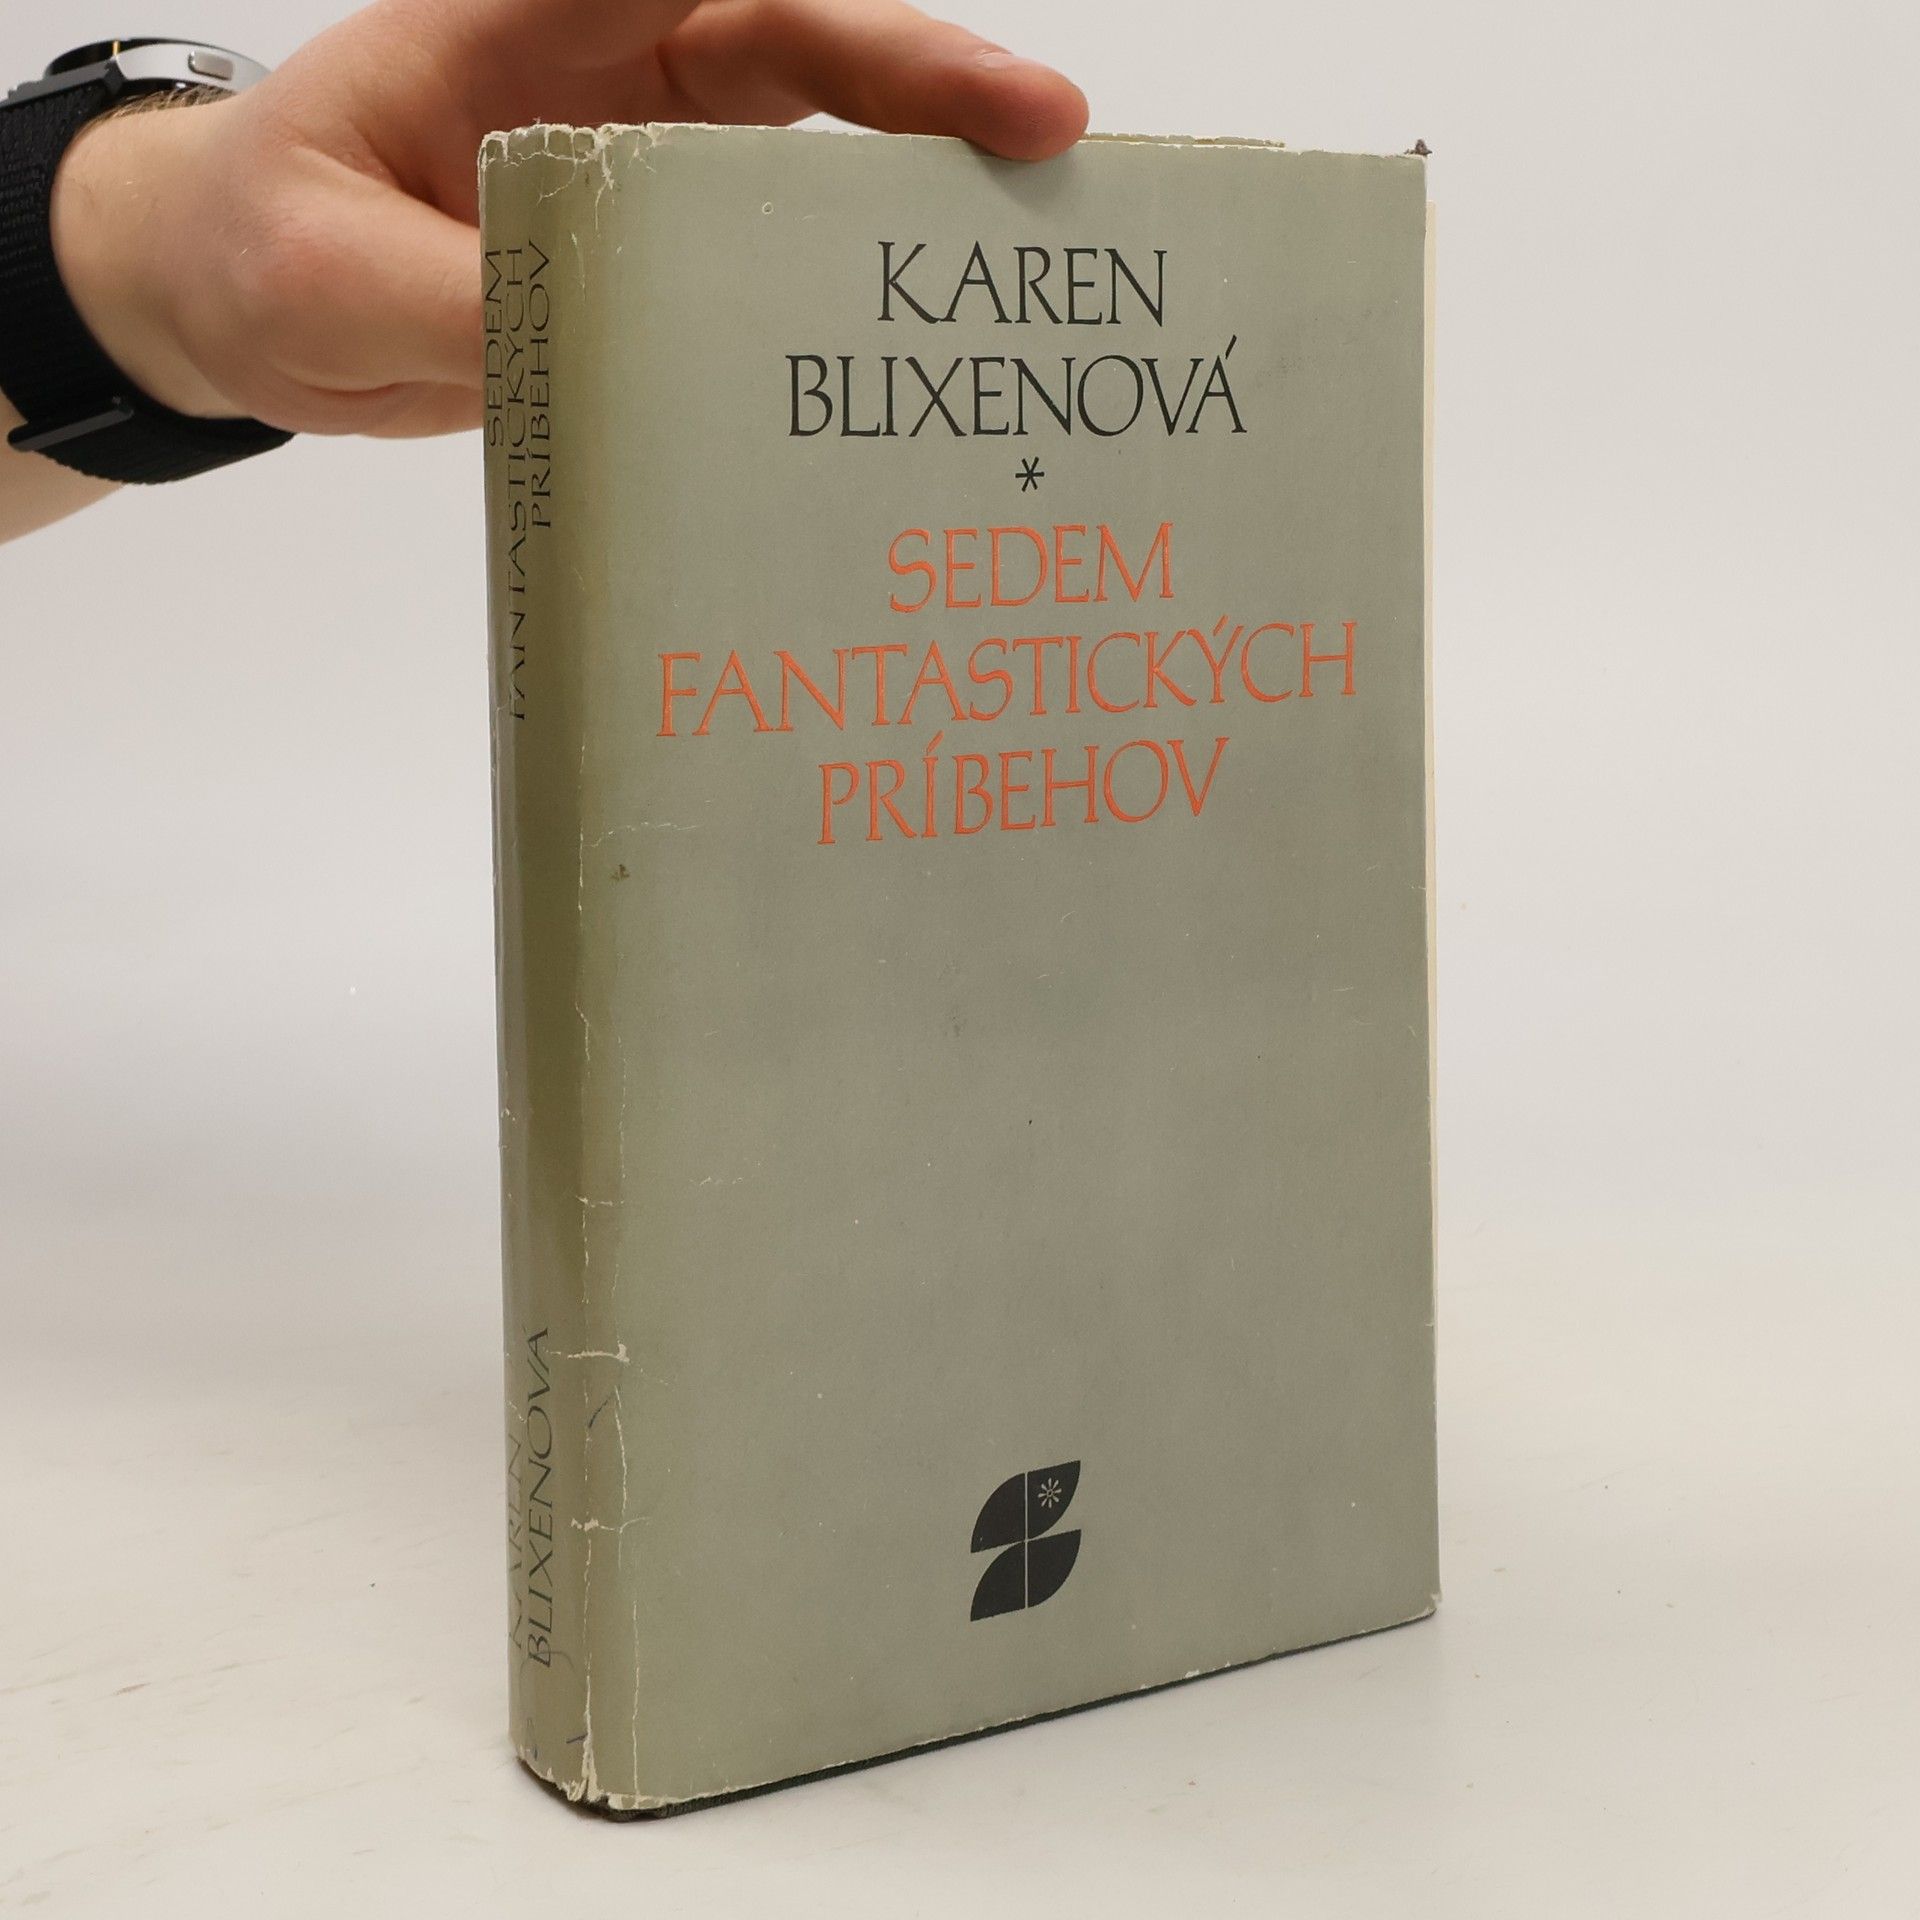 KAREN
BLIXENOVÁ
*
SEDEM
FANTASTICKÝCH
PRÍBEHOV
SEDEM
FANTASTICKÝCH
PRÍBEHOV
KAREN
BLIXENOVÁ